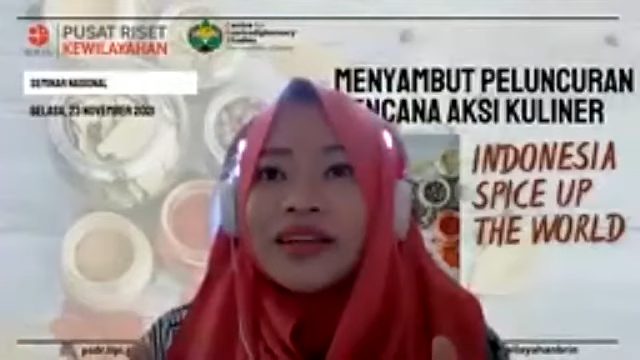 PUSAT RISET
KEWILAYAHAN
SEMINAR NASIONAL
SELASA, 23 NOVEMBER 2021
MENYAMBUT PELUNCURAN
RENCANA AKSI KULINER
INDONESIA
SPICE UP
THE WORLD